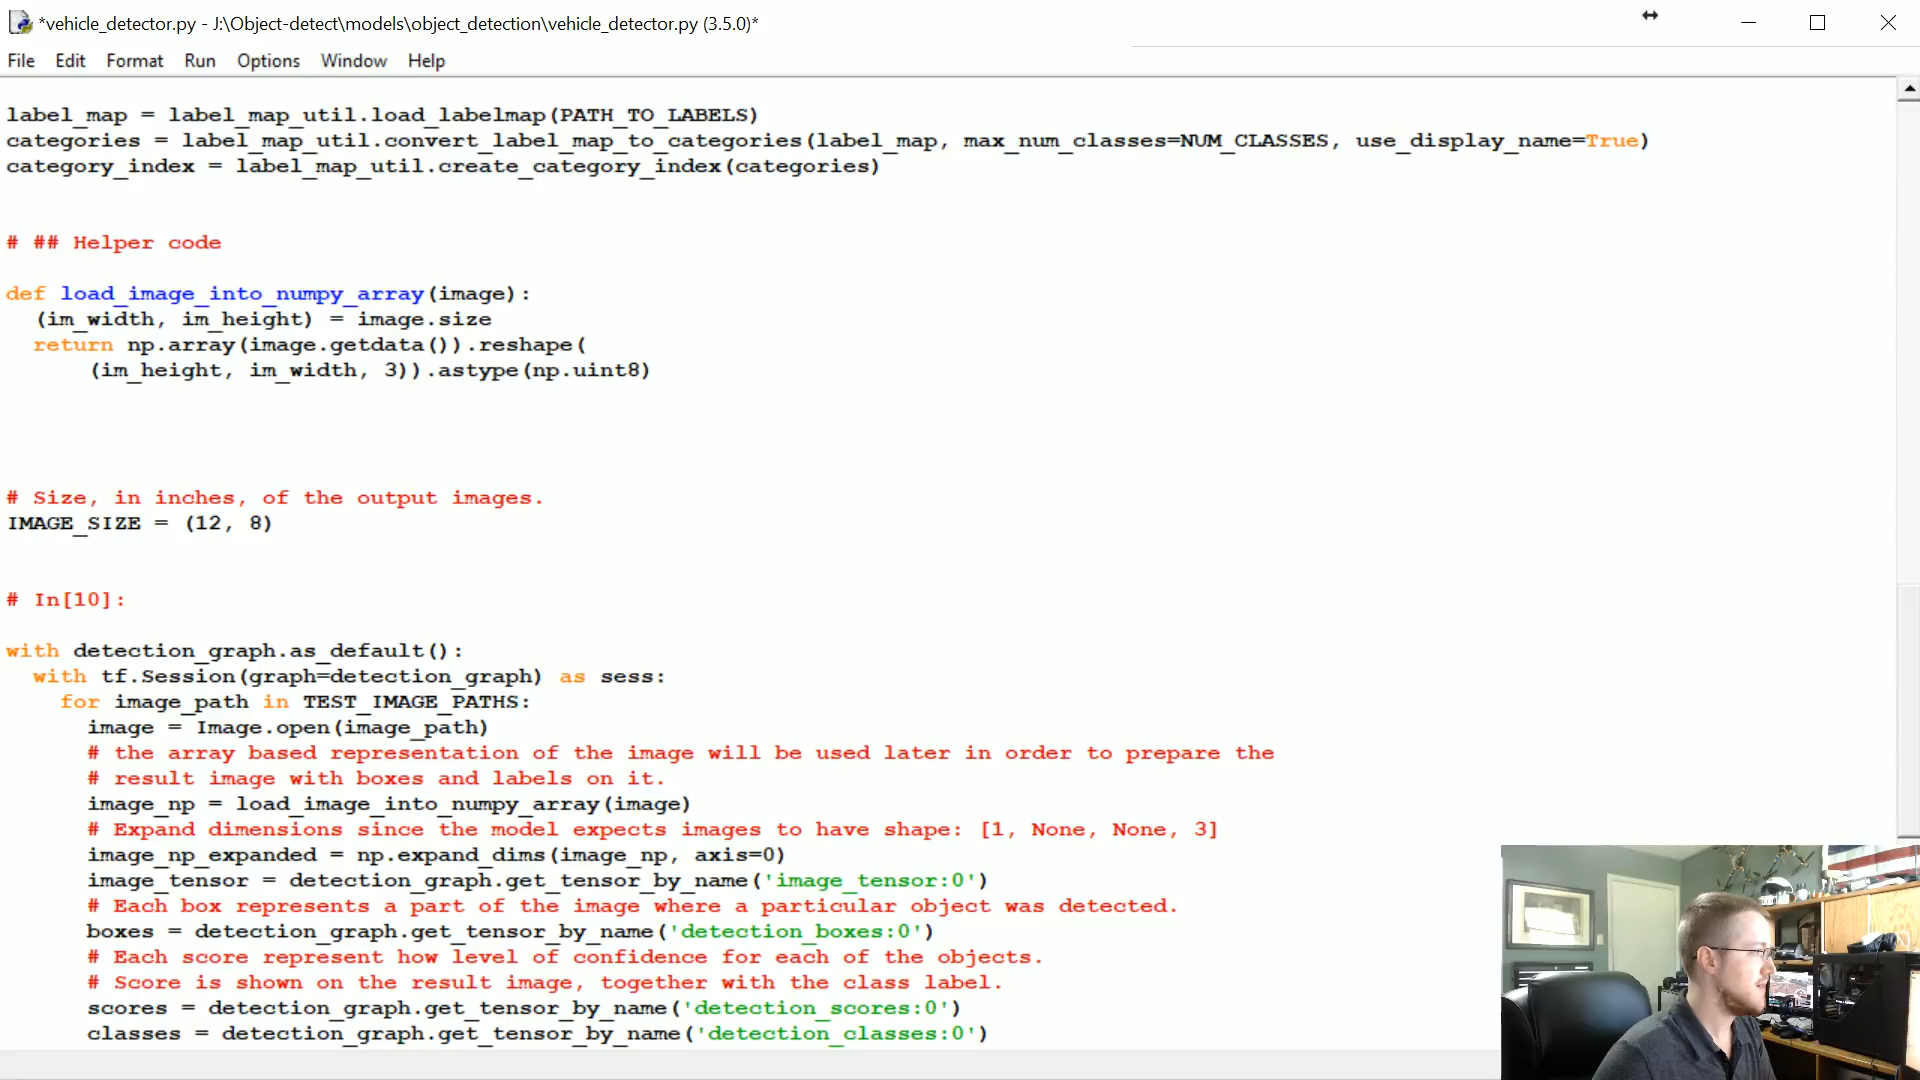 *vehicle_detector.py - J:\Object-detect\models\object_detection\vehicle_detector.py (3.5.0)*
File Edit Format Run Options Window Help
label_map = label_map_util.load_labelmap(PATH_TO_LABELS)
categories = label_map_util.convert_label_map_to_categories(label_map, max_num_classes=NUM_CLASSES, use_display_name=True)
category_index = label_map_util.create_category_index(categories)
# ## Helper code
def load_image_into_numpy_array(image):
(im_width, im_height) = image.size
return np.array(image.getdata()).reshape(
(im_height, im_width, 3)).astype(np.uint8)
# Size, in inches, of the output images.
IMAGE_SIZE = (12, 8)
# In[10]:
with detection_graph.as_default():
with tf.Session(graph=detection_graph) as sess:
for image_path in TEST_IMAGE_PATHS:
image = Image.open(image_path)
# the array based representation of the image will be used later in order to prepare the
# result image with boxes and labels on it.
image_np = load_image_into_numpy_array(image)
# Expand dimensions since the model expects images to have shape: [1, None, None, 3]
image_np_expanded = np.expand_dims(image_np, axis=0)
image_tensor = detection_graph.get_tensor_by_name('image_tensor:0')
# Each box represents a part of the image where a particular object was detected.
boxes = detection_graph.get_tensor_by_name('detection_boxes:0')
# Each score represent how level of confidence for each of the objects.
# Score is shown on the result image, together with the class label.
scores = detection_graph.get_tensor_by_name('detection_scores:0')
classes = detection_graph.get_tensor_by_name('detection_classes:0')